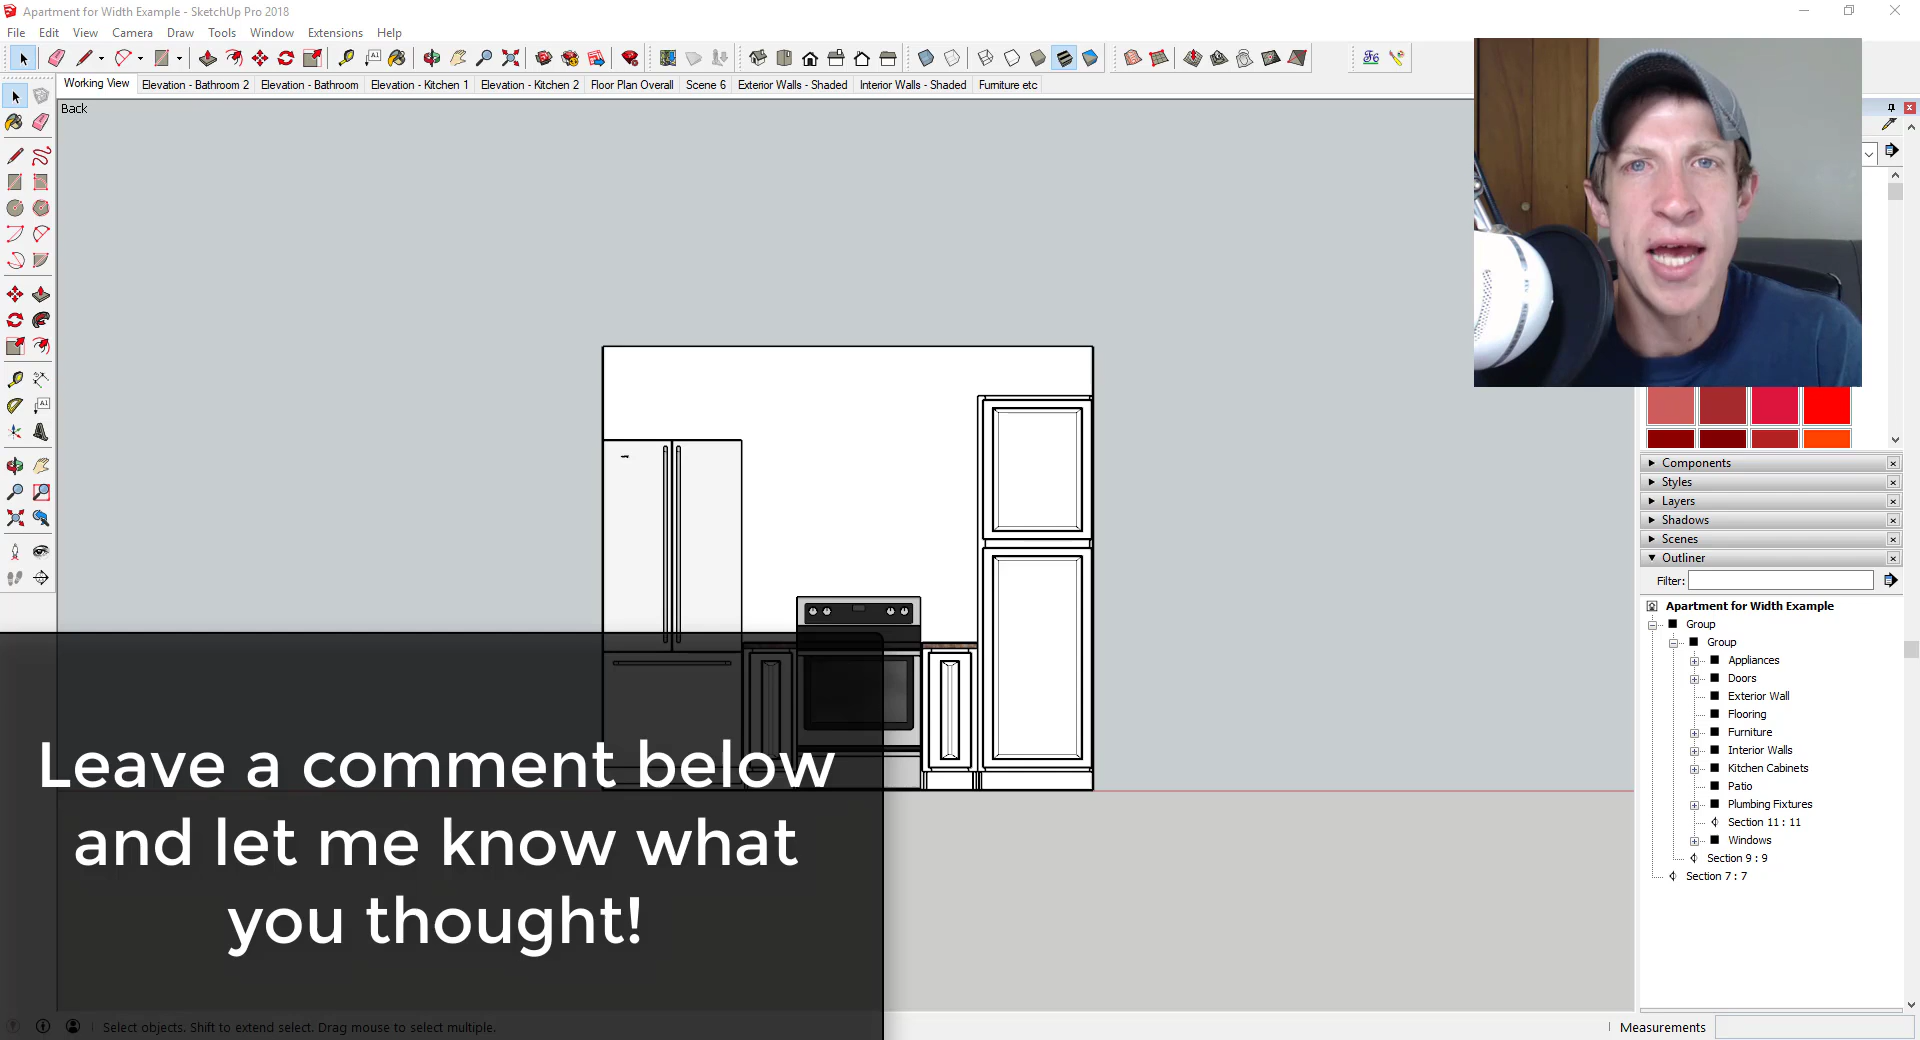 Apartment for Width Example - SketchUp Pro 2018
File Edit View Camera Draw Tools Window Extensions Help
Working View Elevation - Bathroom 2 Elevation - Bathroom Elevation - Kitchen 1 Elevation - Kitchen 2 Floor Plan Overall Scene 6 Exterior Walls - Shaded Interior Walls - Shaded Furniture etc
Back
Components
Styles
Layers
Shadows
Scenes
Outliner
Filter:
Apartment for Width Example
Group
Group
Appliances
Doors
Exterior Wall
Flooring
Furniture
Interior Walls
Kitchen Cabinets
Patio
Plumbing Fixtures
Section 11 : 11
Windows
Section 9 : 9
Section 7 : 7
Leave a comment below
and let me know what
you thought!
Select objects. Shift to extend select. Drag mouse to select multiple.
Measurements